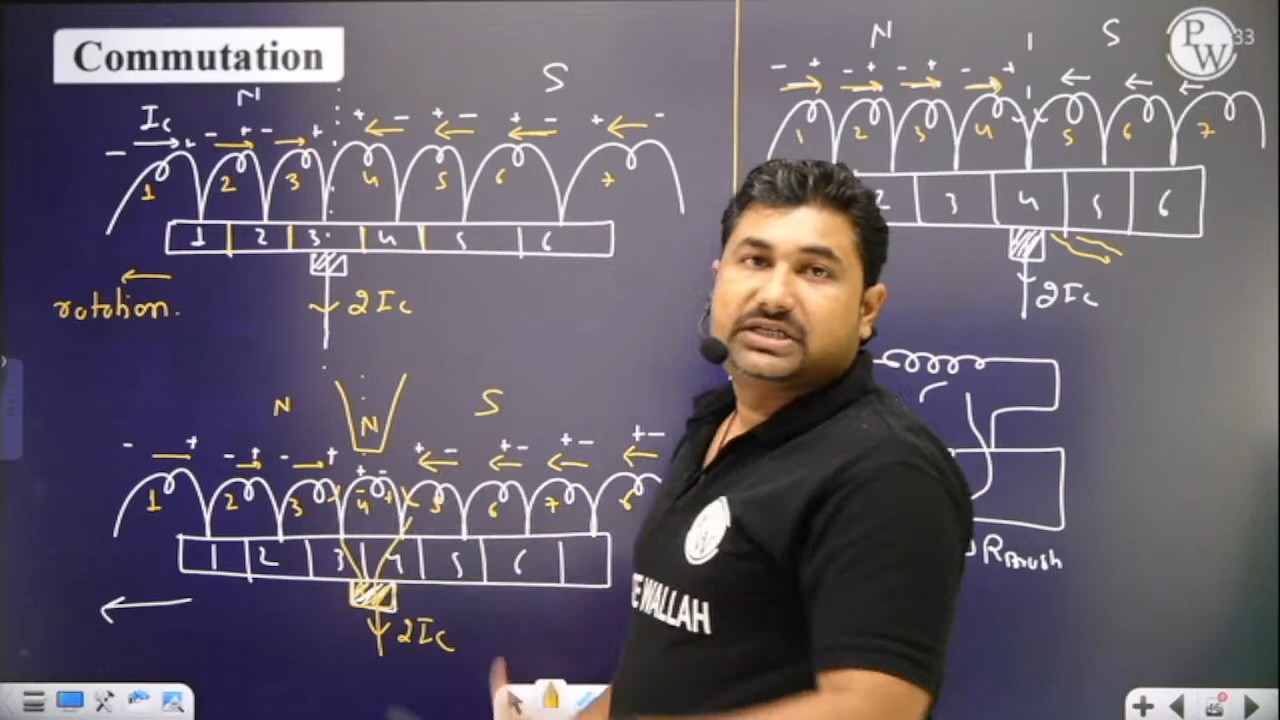 Commutation
N S
Ic
- + - + - + + - + - + - + -
1 2 3 4 5 6 7
1 2 3 4 5 6
rotation.
2Ic
N S
N
- + - + - + + - + - + - + - + -
1 2 3 4 5 6 7 8
- +
1 2 3 4 5 6
2Ic
N S
PW 33
- + - + - + - +
1 2 3 4 5 6 7
2 3 4 5 6
2Ic
RBrush
PW
E WALLAH